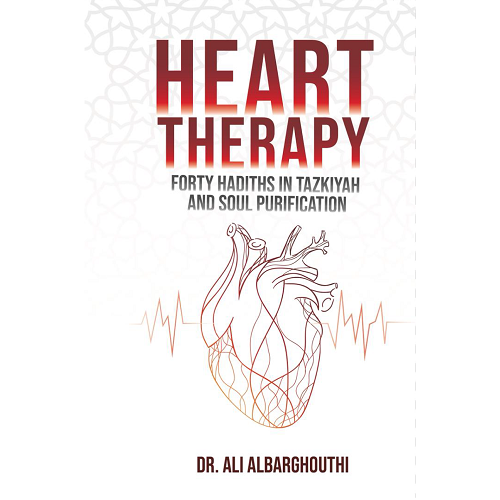 HEART
THERAPY
FORTY HADITHS IN TAZKIYAH
AND SOUL PURIFICATION
DR. ALI ALBARGHOUTHI